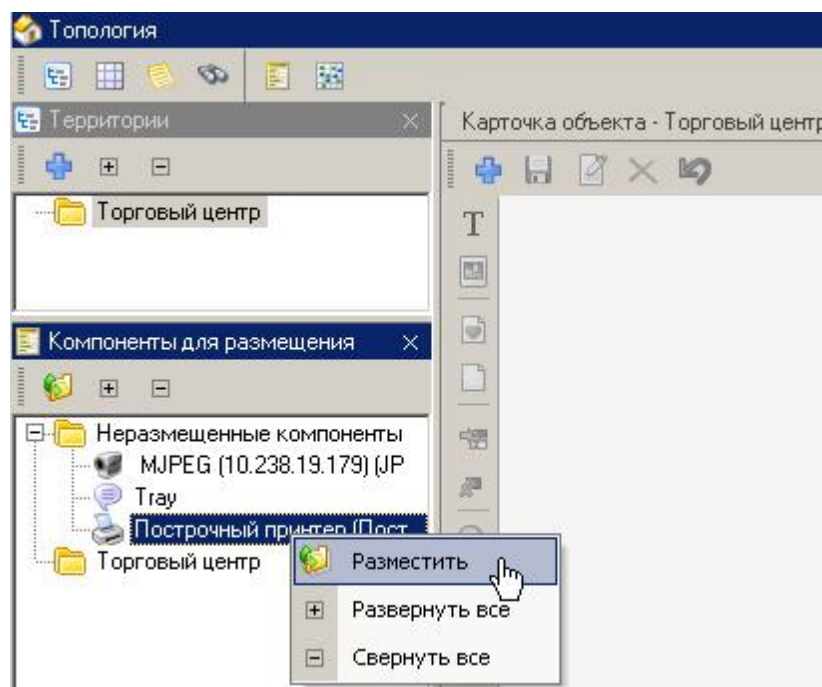 Топология
Территории
Карточка объекта - Торговый центр
Торговый центр
T
Компоненты для размещения
Неразмещенные компоненты
MJPEG (10.238.19.179) (JP
Tray
Построчный принтер (Пост
Торговый центр
Разместить
Развернуть все
Свернуть все